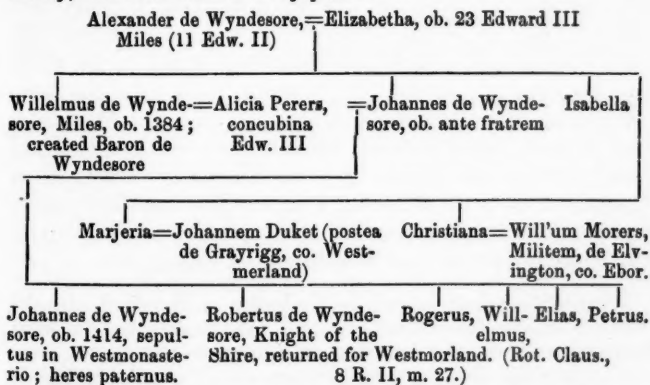 Alexander de Wyndesore,=Elizabetha, ob. 23 Edward III
Miles (11 Edw. II)
Willelmus de Wynde-=Alicia Perers, =Johannes de Wynde- Isabella
sore, Miles, ob. 1384; concubina sore, ob. ante fratrem
created Baron de Edw. III
Wyndesore
Marjeria=Johannem Duket (postea Christiana=Will'um Morers,
de Grayrigg, co. West- Militem, de Elv-
merland) ington, co. Ebor.
Johannes de Wynde- Robertus de Wynde- Rogerus, Will- Elias, Petrus.
sore, ob. 1414, sepul- sore, Knight of the elmus,
tus in Westmonaste- Shire, returned for Westmorland. (Rot. Claus.,
rio; heres paternus. 8 R. II, m. 27.)